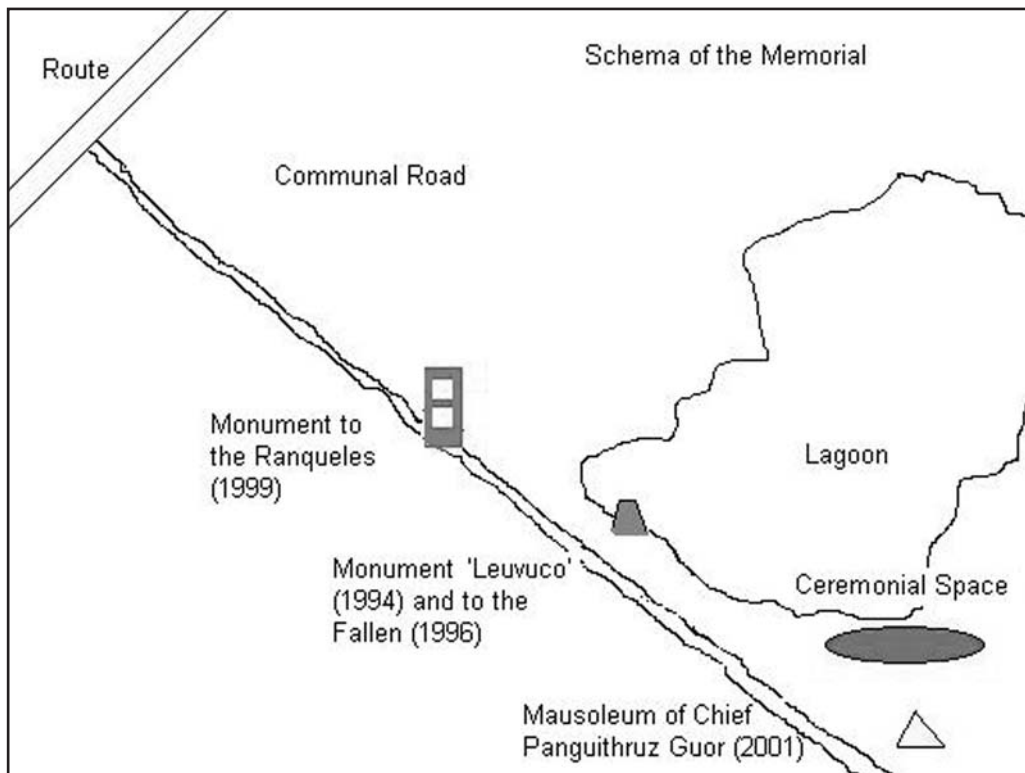 Schema of the Memorial
Route
Communal Road
Monument to
the Ranqueles
(1999)
Lagoon
Monument 'Leuvuco'
(1994) and to the
Fallen (1996)
Ceremonial Space
Mausoleum of Chief
Panguithruz Guor (2001)